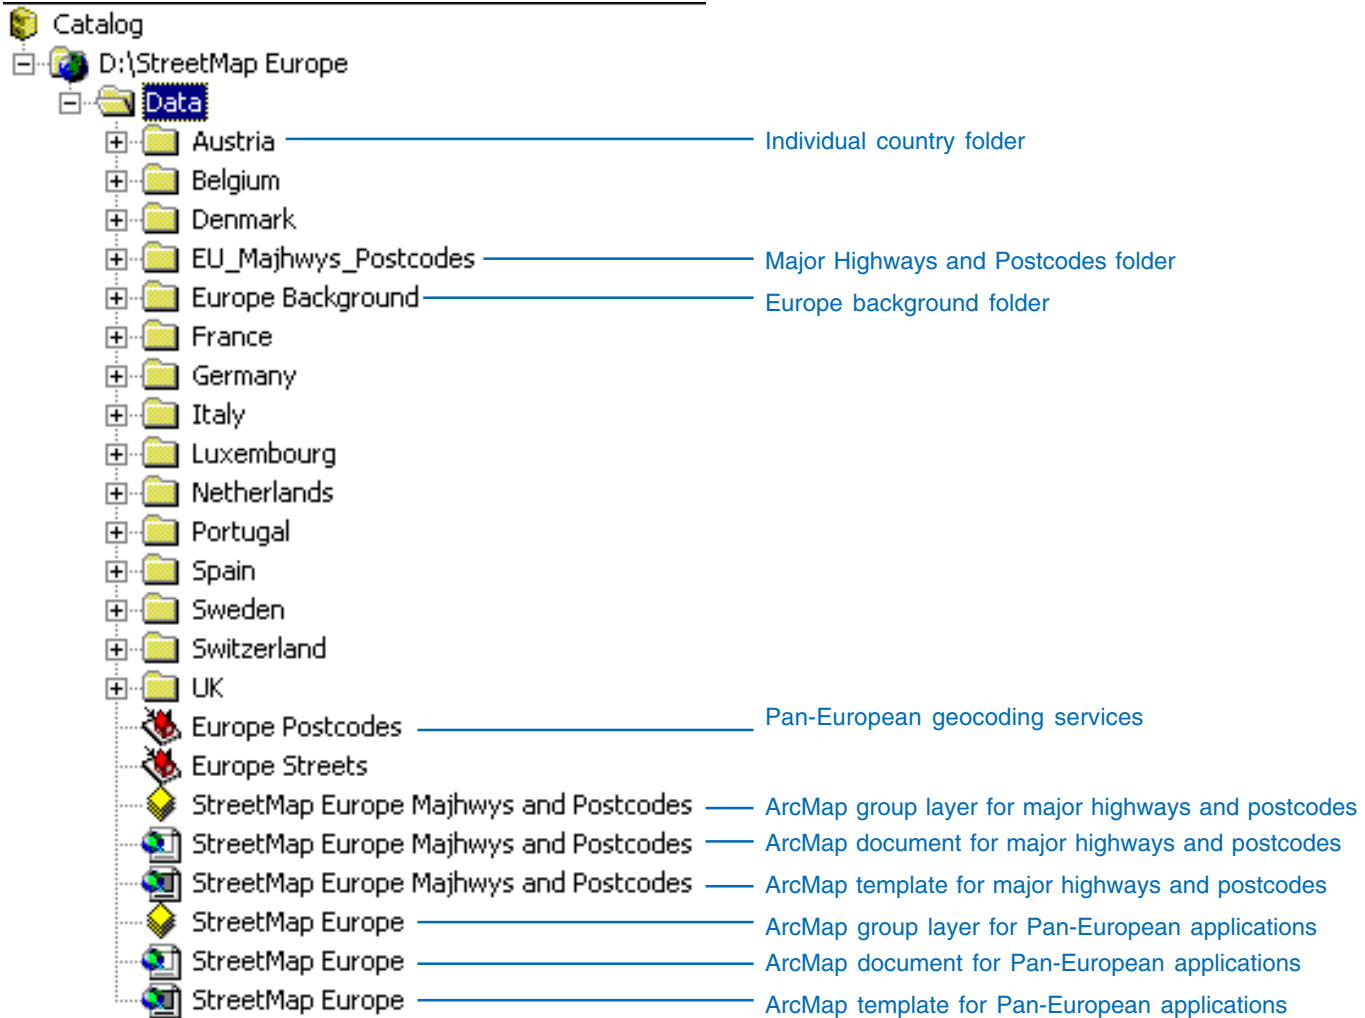 Catalog
D:\StreetMap Europe
Data
Austria Individual country folder
Belgium
Denmark
EU_Majhwys_Postcodes Major Highways and Postcodes folder
Europe Background Europe background folder
France
Germany
Italy
Luxembourg
Netherlands
Portugal
Spain
Sweden
Switzerland
UK
Europe Postcodes Pan-European geocoding services
Europe Streets
StreetMap Europe Majhwys and Postcodes ArcMap group layer for major highways and postcodes
StreetMap Europe Majhwys and Postcodes ArcMap document for major highways and postcodes
StreetMap Europe Majhwys and Postcodes ArcMap template for major highways and postcodes
StreetMap Europe ArcMap group layer for Pan-European applications
StreetMap Europe ArcMap document for Pan-European applications
StreetMap Europe ArcMap template for Pan-European applications